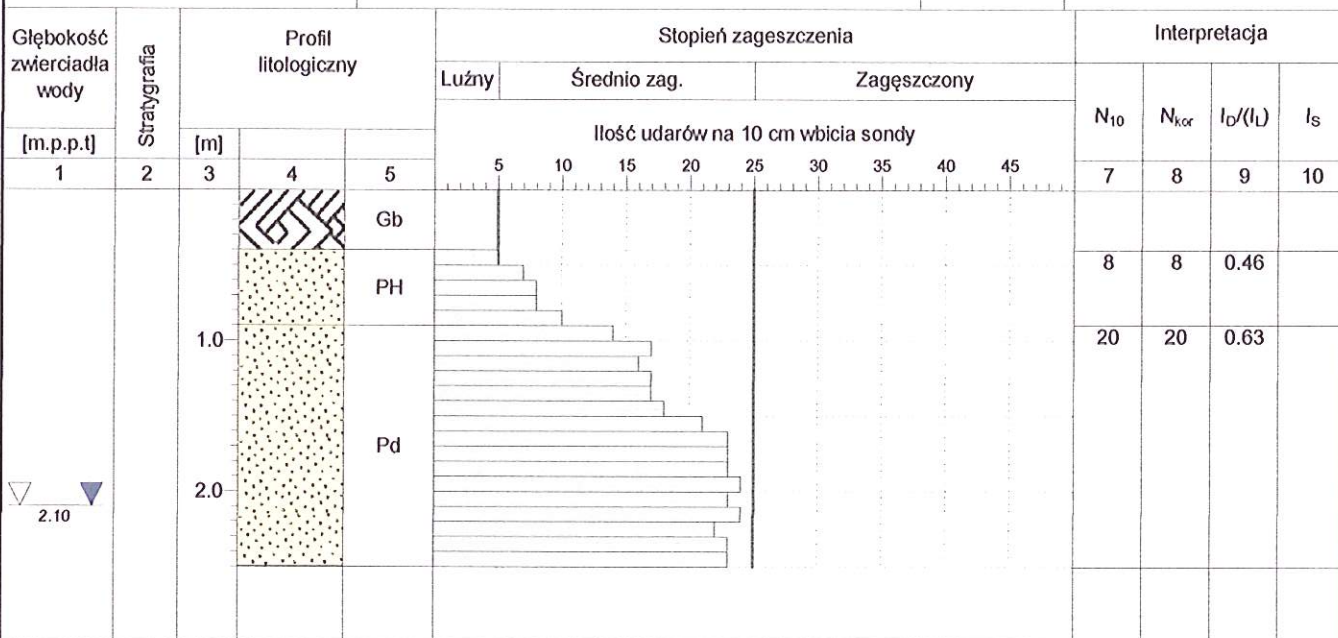 Głębokość
zwierciadła
wody
[m.p.p.t]
1
Stratygrafia
2
Profil
litologiczny
[m]
3
4
5
Stopień zageszczenia
Luźny
Średnio zag.
Zagęszczony
Ilość udarów na 10 cm wbicia sondy
5 10 15 20 25 30 35 40 45
Interpretacja
N10
Nkor
ID/(IL)
IS
7 8 9 10
Gb
PH
8 8 0.46
1.0
20 20 0.63
Pd
2.0
2.10